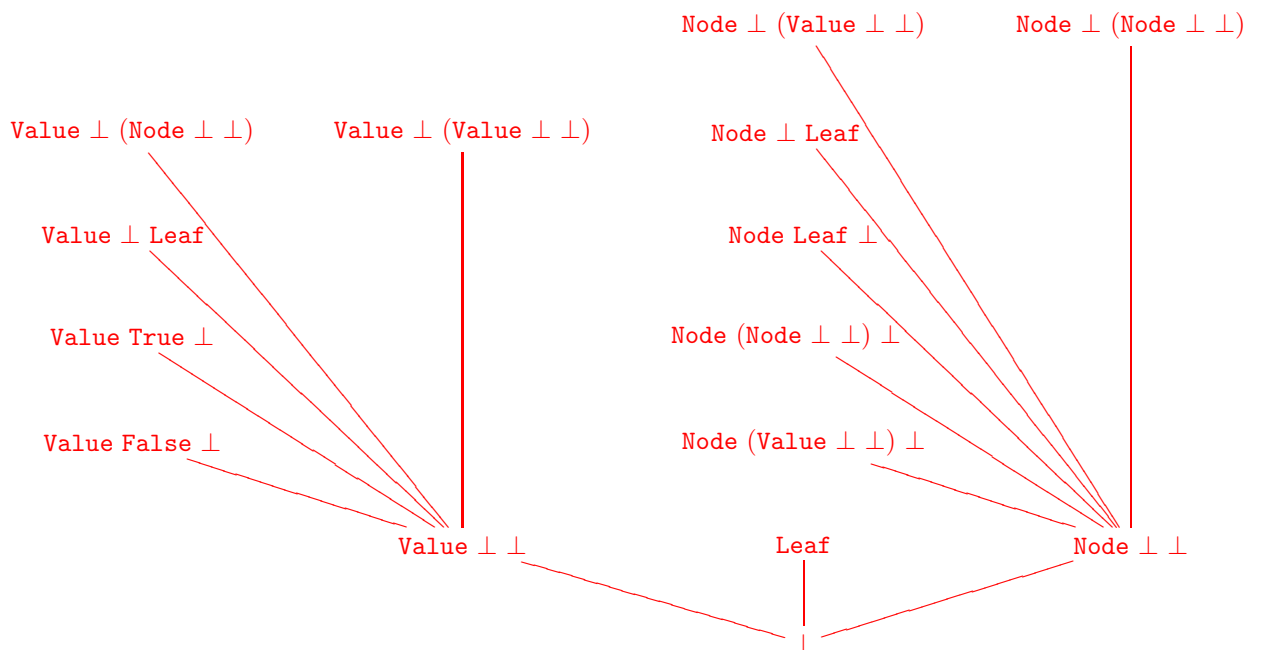 Node ⊥ (Value ⊥ ⊥) Node ⊥ (Node ⊥ ⊥)
Value ⊥ (Node ⊥ ⊥) Value ⊥ (Value ⊥ ⊥) Node ⊥ Leaf
Value ⊥ Leaf Node Leaf ⊥
Value True ⊥ Node (Node ⊥ ⊥) ⊥
Value False ⊥ Node (Value ⊥ ⊥) ⊥
Value ⊥ ⊥ Leaf Node ⊥ ⊥